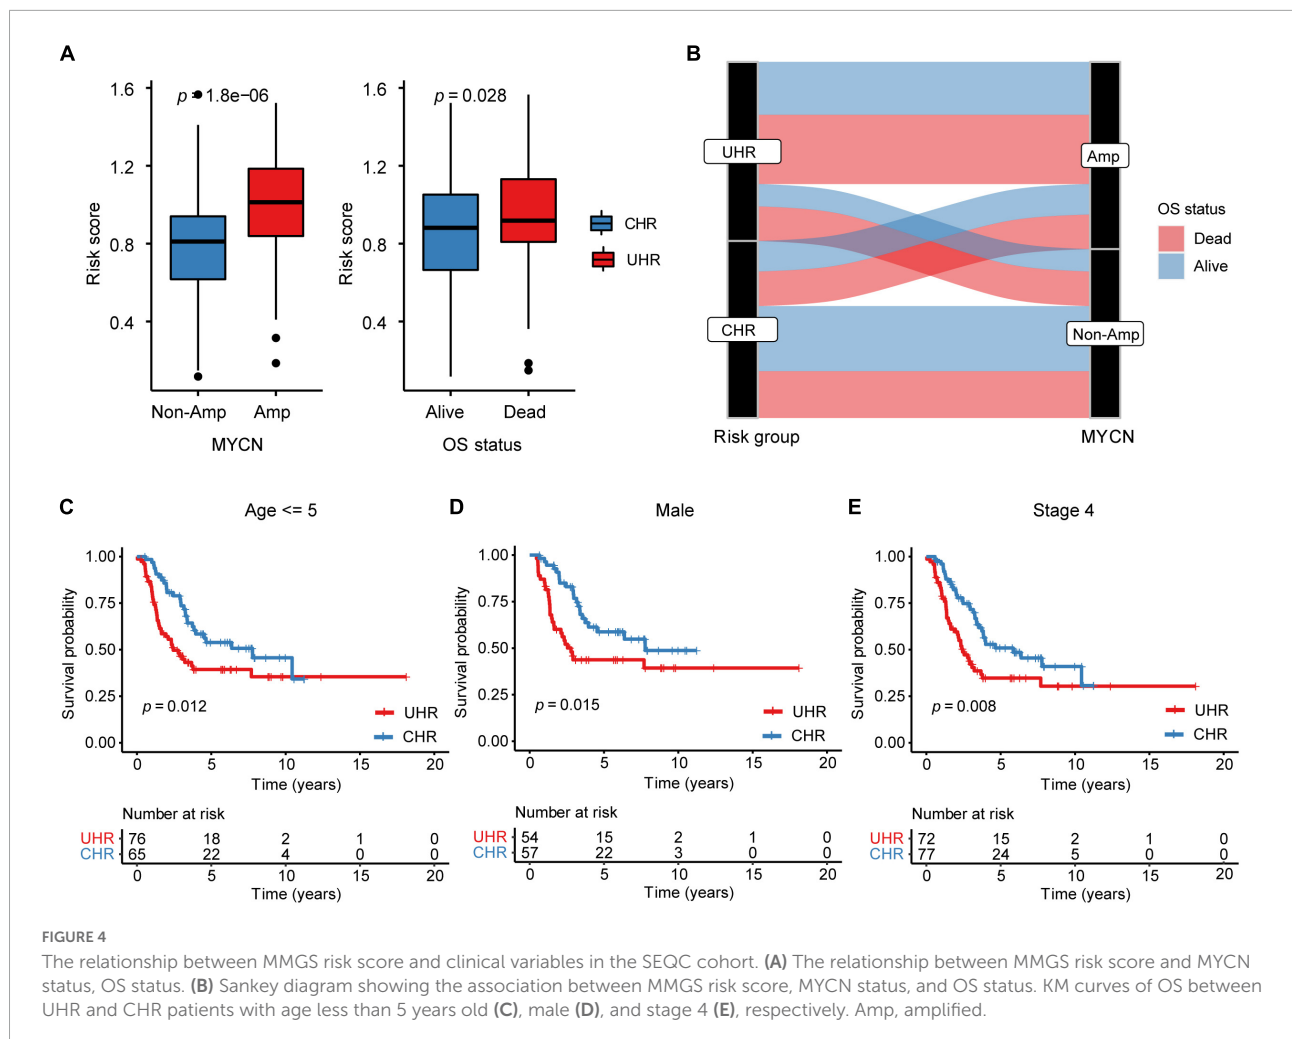 A
p = 1.8e−06
p = 0.028
1.6
1.2
0.8
0.4
Risk score
Non-Amp Amp
MYCN
1.6
1.2
0.8
0.4
Risk score
Alive Dead
OS status
CHR
UHR
B
UHR
CHR
Amp
Non-Amp
Risk group
MYCN
OS status
Dead
Alive
C
Age <= 5
1.00
0.75
0.50
0.25
0.00
Survival probability
p = 0.012
UHR
CHR
0 5 10 15 20
Time (years)
Number at risk
UHR 76 18 2 1 0
CHR 65 22 4 0 0
0 5 10 15 20
Time (years)
D
Male
1.00
0.75
0.50
0.25
0.00
Survival probability
p = 0.015
UHR
CHR
0 5 10 15 20
Time (years)
Number at risk
UHR 54 15 2 1 0
CHR 57 22 3 0 0
0 5 10 15 20
Time (years)
E
Stage 4
1.00
0.75
0.50
0.25
0.00
Survival probability
p = 0.008
UHR
CHR
0 5 10 15 20
Time (years)
Number at risk
UHR 72 15 2 1 0
CHR 77 24 5 0 0
0 5 10 15 20
Time (years)
FIGURE 4
The relationship between MMGS risk score and clinical variables in the SEQC cohort. (A) The relationship between MMGS risk score and MYCN
status, OS status. (B) Sankey diagram showing the association between MMGS risk score, MYCN status, and OS status. KM curves of OS between
UHR and CHR patients with age less than 5 years old (C), male (D), and stage 4 (E), respectively. Amp, amplified.